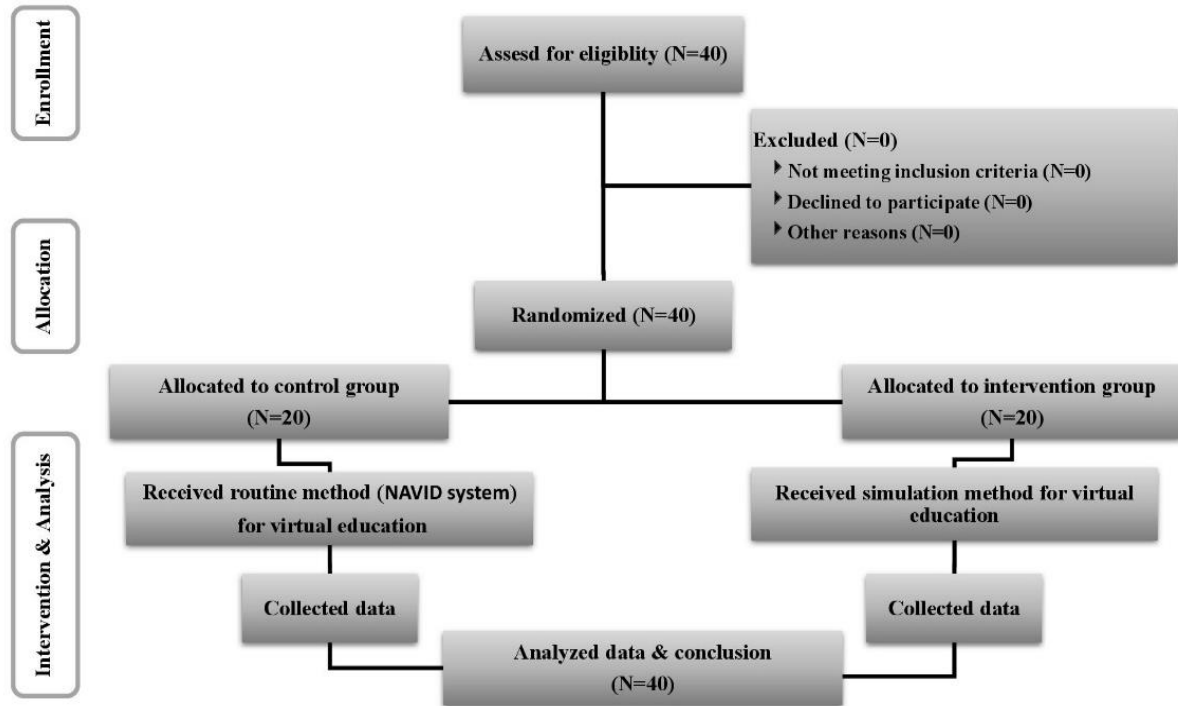 Enrollment
Assesd for eligiblity (N=40)
Excluded (N=0)
Not meeting inclusion criteria (N=0)
Declined to participate (N=0)
Other reasons (N=0)
Allocation
Randomized (N=40)
Allocated to control group
(N=20)
Allocated to intervention group
(N=20)
Intervention & Analysis
Received routine method (NAVID system)
for virtual education
Received simulation method for virtual
education
Collected data
Collected data
Analyzed data & conclusion
(N=40)